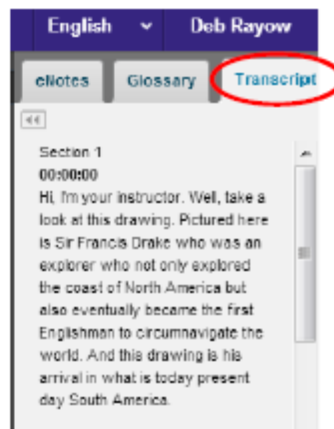 English Deb Rayow
eNotes Glossary Transcript
Section 1
00:00:00
Hi, I'm your instructor. Well, take a
look at this drawing. Pictured here
is Sir Francis Drake who was an
explorer who not only explored
the coast of North America but
also eventually became the first
Englishman to circumnavigate the
world. And this drawing is his
arrival in what is today present
day South America.